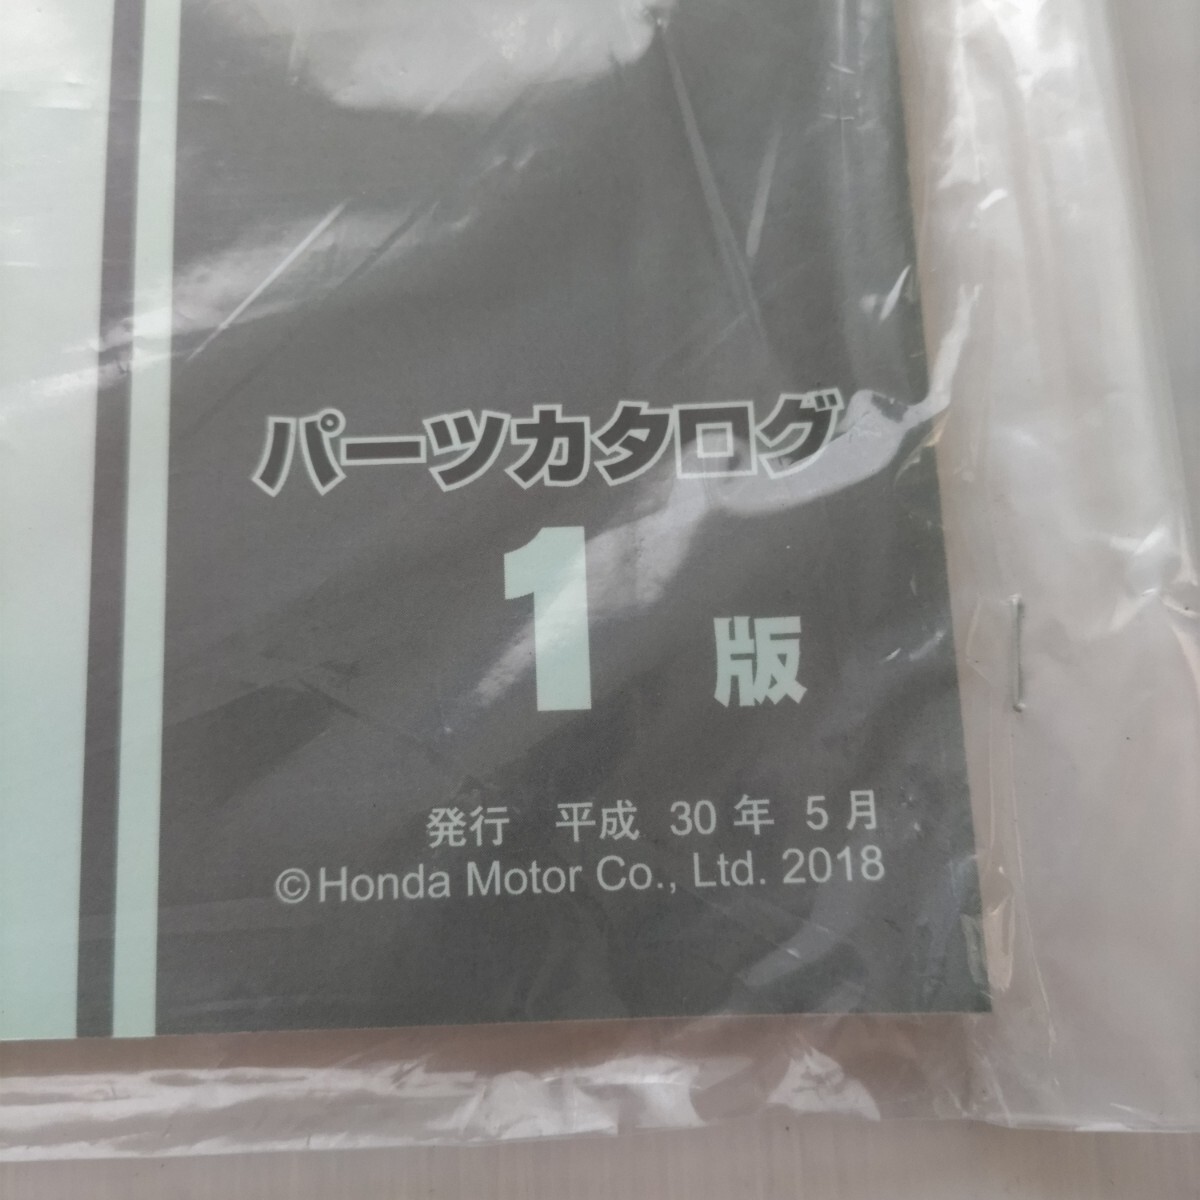 パーツカタログ
1 版
発行 平成 30 年 5 月
©Honda Motor Co., Ltd. 2018